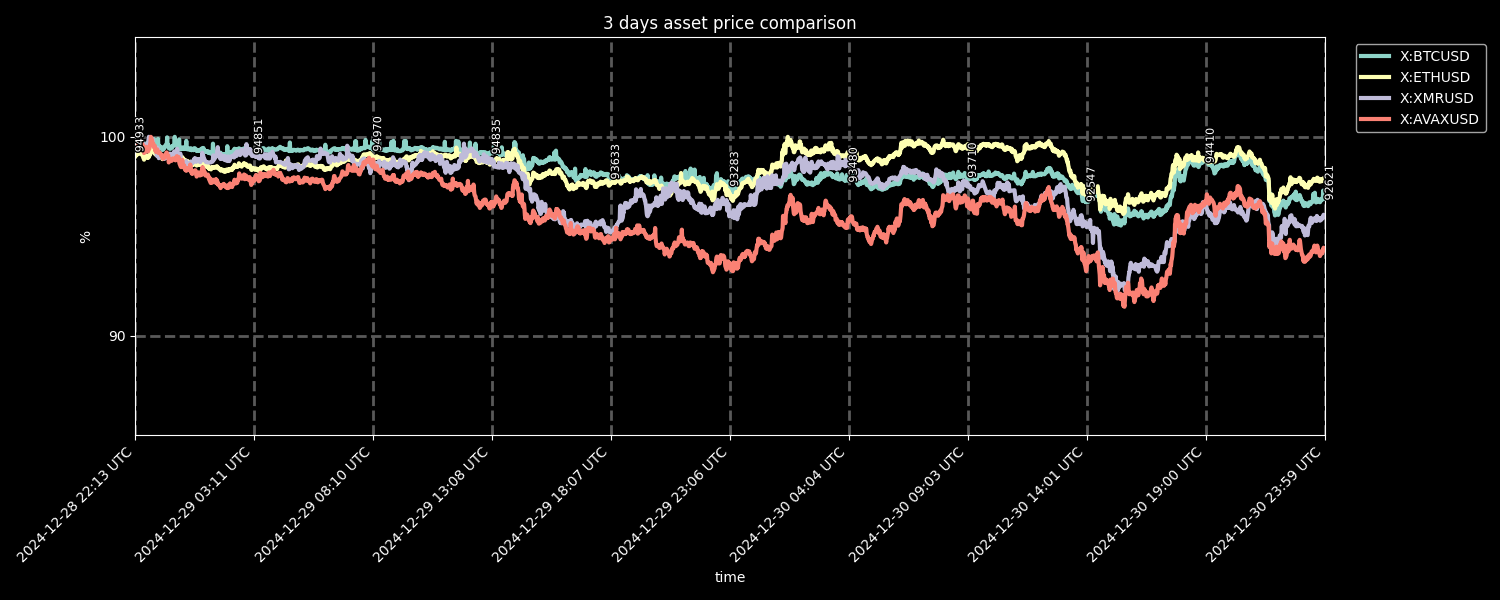 3 days asset price comparison
X:BTCUSD
X:ETHUSD
X:XMRUSD
X:AVAXUSD
100
90
%
94933
94851
94970
94835
93633
93283
93480
93710
92547
94410
92621
2024-12-28 22:13 UTC
2024-12-29 03:11 UTC
2024-12-29 08:10 UTC
2024-12-29 13:08 UTC
2024-12-29 18:07 UTC
2024-12-29 23:06 UTC
2024-12-30 04:04 UTC
2024-12-30 09:03 UTC
2024-12-30 14:01 UTC
2024-12-30 19:00 UTC
2024-12-30 23:59 UTC
time